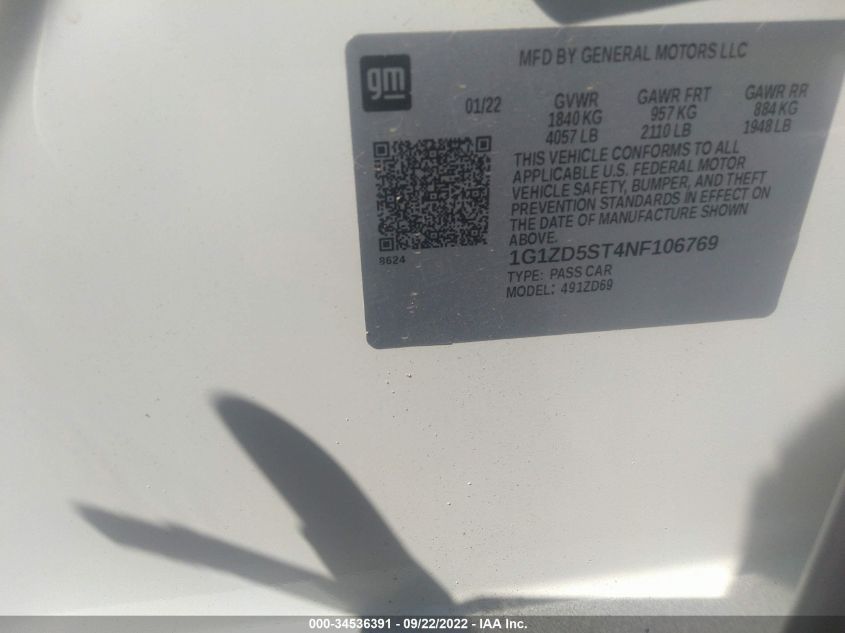 MFD BY GENERAL MOTORS LLC
gm
01/22
GVWR
1840 KG
4057 LB
GAWR FRT
957 KG
2110 LB
GAWR RR
884 KG
1948 LB
THIS VEHICLE CONFORMS TO ALL
APPLICABLE U.S. FEDERAL MOTOR
VEHICLE SAFETY, BUMPER, AND THEFT
PREVENTION STANDARDS IN EFFECT ON
THE DATE OF MANUFACTURE SHOWN
ABOVE.
8624
1G1ZD5ST4NF106769
TYPE: PASS CAR
MODEL: 491ZD69
000-34536391 - 09/22/2022 - IAA Inc.